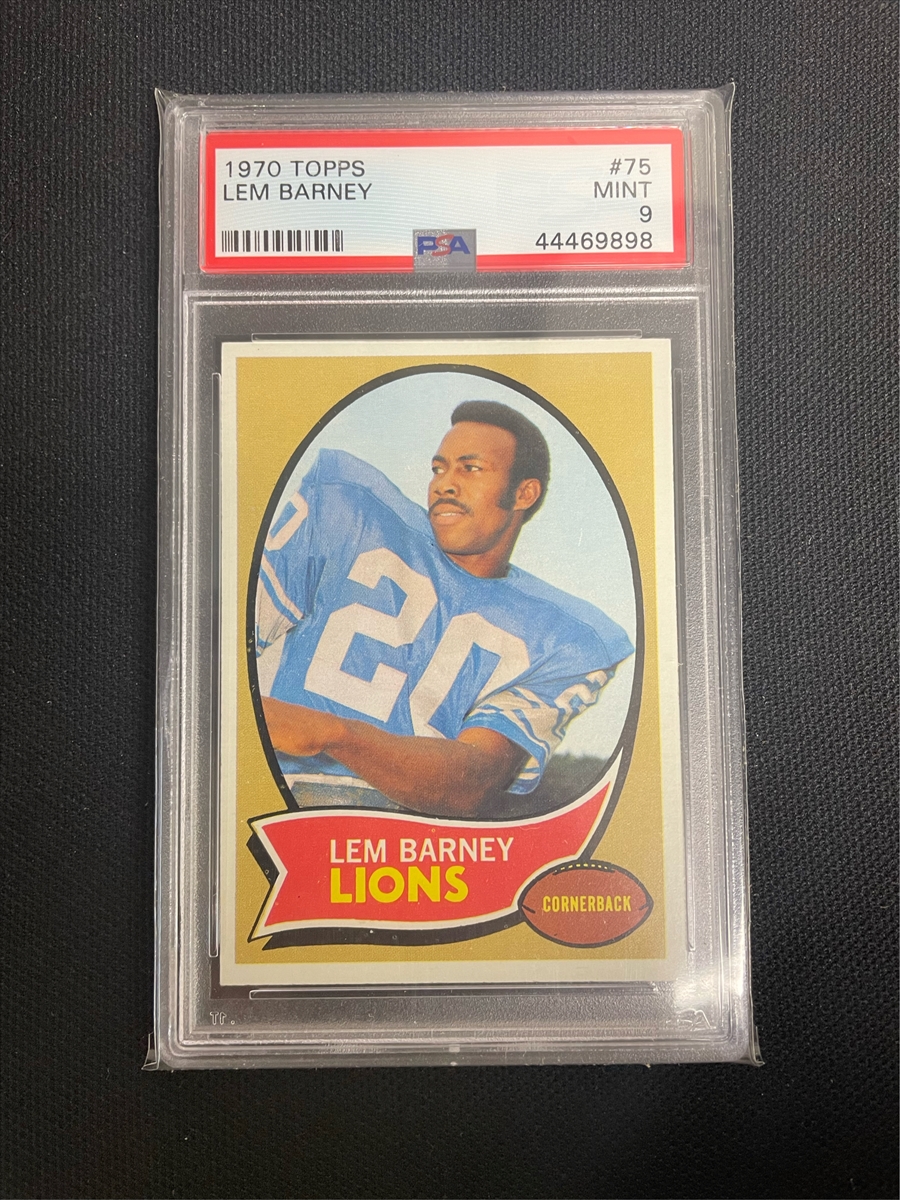 1970 TOPPS
#75
LEM BARNEY
MINT
9
PSA
44469898
20
LEM BARNEY
LIONS
CORNERBACK